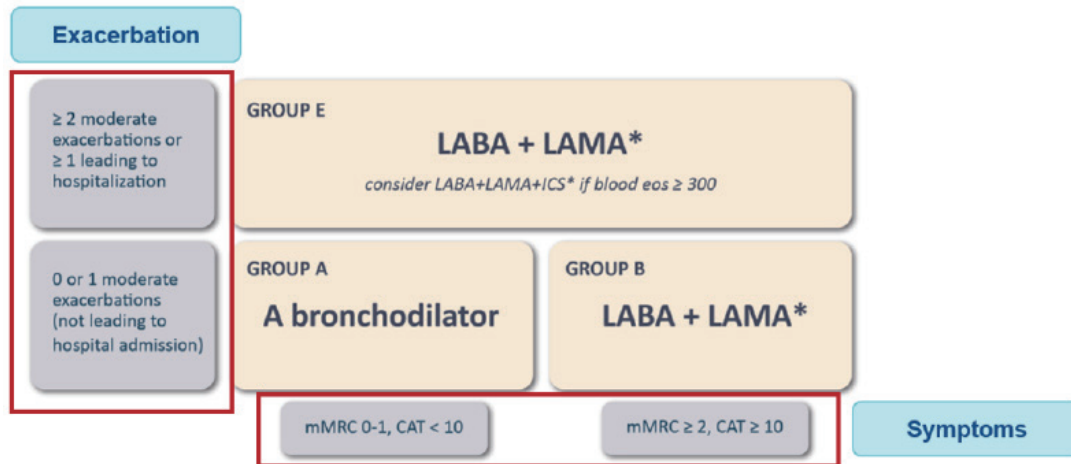 Exacerbation
≥ 2 moderate
exacerbations or
≥ 1 leading to
hospitalization
GROUP E
LABA + LAMA*
consider LABA+LAMA+ICS* if blood eos ≥ 300
0 or 1 moderate
exacerbations
(not leading to
hospital admission)
GROUP A
A bronchodilator
GROUP B
LABA + LAMA*
mMRC 0-1, CAT < 10
mMRC ≥ 2, CAT ≥ 10
Symptoms